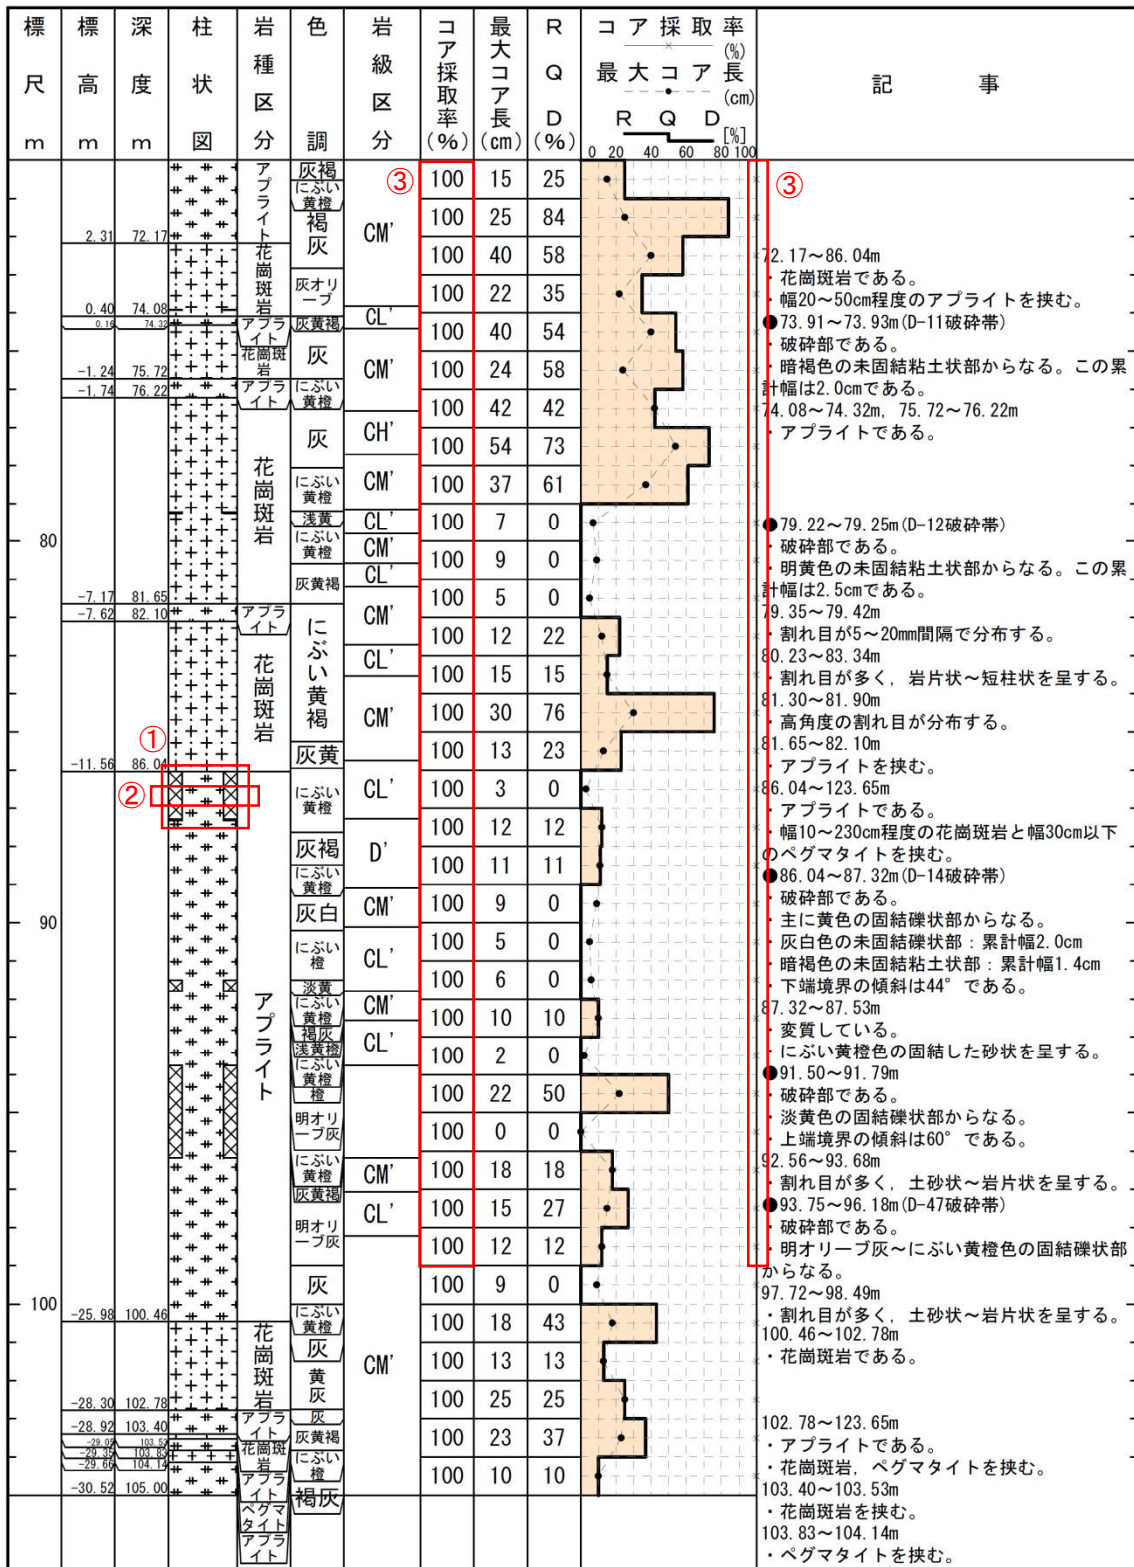 標尺m
標高m
深度m
柱状図
岩種区分
色調
岩級区分
コア採取率(%)
最大コア長(cm)
RQD(%)
コア採取率(%)
最大コア長(cm)
RQD[%]
0 20 40 60 80 100
記事
③
③
①
②
80
90
100
2.31 72.17
0.40 74.08
0.16 74.32
-1.24 75.72
-1.74 76.22
-7.17 81.65
-7.62 82.10
-11.56 86.04
-25.98 100.46
-28.30 102.78
-28.92 103.40
-29.05 103.53
-29.35 103.83
-29.66 104.14
-30.52 105.00
アプライト
花崗斑岩
アプライト
花崗斑岩
アプライト
花崗斑岩
アプライト
花崗斑岩
アプライト
花崗斑岩
アプライト
花崗斑岩
アプライト
ペグマタイト
アプライト
灰褐
にぶい黄橙
褐灰
灰オリーブ
灰黄褐
灰
にぶい黄橙
灰
にぶい黄橙
浅黄
にぶい黄橙
灰黄褐
にぶい黄褐
灰黄
にぶい黄橙
灰褐
にぶい黄橙
灰白
にぶい橙
淡黄
にぶい黄橙
褐灰
浅黄橙
にぶい黄橙
橙
明オリーブ灰
にぶい黄橙
灰黄褐
明オリーブ灰
灰
にぶい黄橙
灰
黄灰
灰
灰黄褐
にぶい橙
褐灰
CM'
CL'
CM'
CH'
CM'
CL'
CM'
CL'
CM'
CL'
CM'
CL'
D'
CM'
CL'
CM'
CL'
CM'
CL'
CM'
100 15 25
100 25 84
100 40 58
100 22 35
100 40 54
100 24 58
100 42 42
100 54 73
100 37 61
100 7 0
100 9 0
100 5 0
100 12 22
100 15 15
100 30 76
100 13 23
100 3 0
100 12 12
100 11 11
100 9 0
100 5 0
100 6 0
100 10 10
100 2 0
100 22 50
100 0 0
100 18 18
100 15 27
100 12 12
100 9 0
100 18 43
100 13 13
100 25 25
100 23 37
100 10 10
72.17～86.04m
・花崗斑岩である。
・幅20～50cm程度のアプライトを挟む。
●73.91～73.93m(D-11破砕帯)
・破砕部である。
・暗褐色の未固結粘土状部からなる。この累
計幅は2.0cmである。
74.08～74.32m, 75.72～76.22m
・アプライトである。
●79.22～79.25m(D-12破砕帯)
・破砕部である。
・明黄色の未固結粘土状部からなる。この累
計幅は2.5cmである。
79.35～79.42m
・割れ目が5～20mm間隔で分布する。
80.23～83.34m
・割れ目が多く, 岩片状～短柱状を呈する。
81.30～81.90m
・高角度の割れ目が分布する。
81.65～82.10m
・アプライトを挟む。
86.04～123.65m
・アプライトである。
・幅10～230cm程度の花崗斑岩と幅30cm以下
のペグマタイトを挟む。
●86.04～87.32m(D-14破砕帯)
・破砕部である。
・主に黄色の固結礫状部からなる。
・灰白色の未固結礫状部：累計幅2.0cm
・暗褐色の未固結粘土状部：累計幅1.4cm
・下端境界の傾斜は44°である。
87.32～87.53m
・変質している。
・にぶい黄橙色の固結した砂状を呈する。
●91.50～91.79m
・破砕部である。
・淡黄色の固結礫状部からなる。
・上端境界の傾斜は60°である。
92.56～93.68m
・割れ目が多く, 土砂状～岩片状を呈する。
●93.75～96.18m(D-47破砕帯)
・破砕部である。
・明オリーブ灰～にぶい黄橙色の固結礫状部
からなる。
97.72～98.49m
・割れ目が多く, 土砂状～岩片状を呈する。
100.46～102.78m
・花崗斑岩である。
102.78～123.65m
・アプライトである。
・花崗斑岩, ペグマタイトを挟む。
103.40～103.53m
・花崗斑岩を挟む。
103.83～104.14m
・ペグマタイトを挟む。